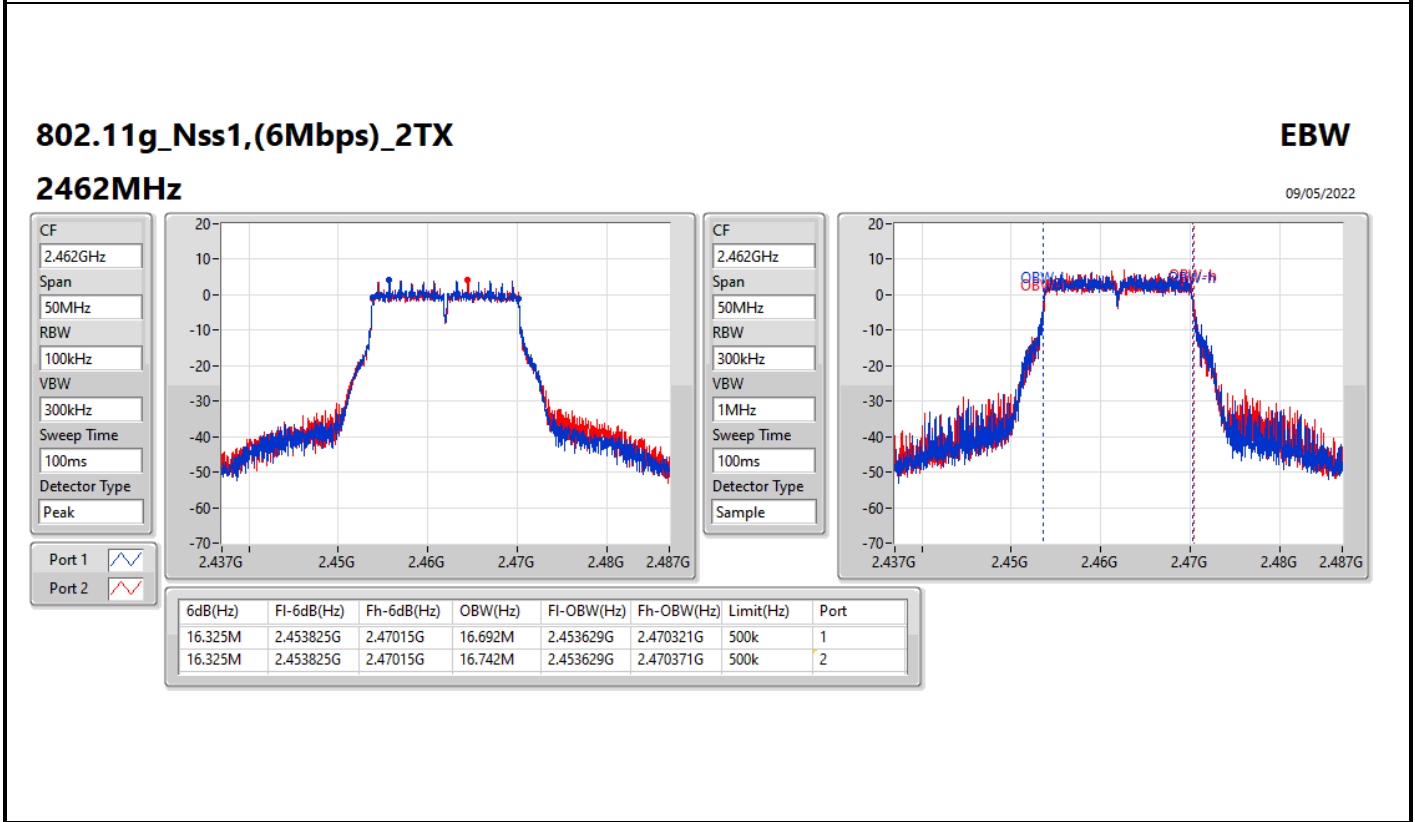 802.11g_Nss1,(6Mbps)_2TX EBW
2462MHz 09/05/2022
CF
2.462GHz
Span
50MHz
RBW
100kHz
VBW
300kHz
Sweep Time
100ms
Detector Type
Peak
Port 1
Port 2
20
10
0
-10
-20
-30
-40
-50
-60
-70
2.437G 2.45G 2.46G 2.47G 2.48G 2.487G
CF
2.462GHz
Span
50MHz
RBW
300kHz
VBW
1MHz
Sweep Time
100ms
Detector Type
Sample
20
10
0
-10
-20
-30
-40
-50
-60
-70
OBW-h
2.437G 2.45G 2.46G 2.47G 2.48G 2.487G
6dB(Hz) Fl-6dB(Hz) Fh-6dB(Hz) OBW(Hz) Fl-OBW(Hz) Fh-OBW(Hz) Limit(Hz) Port
16.325M 2.453825G 2.47015G 16.692M 2.453629G 2.470321G 500k 1
16.325M 2.453825G 2.47015G 16.742M 2.453629G 2.470371G 500k 2